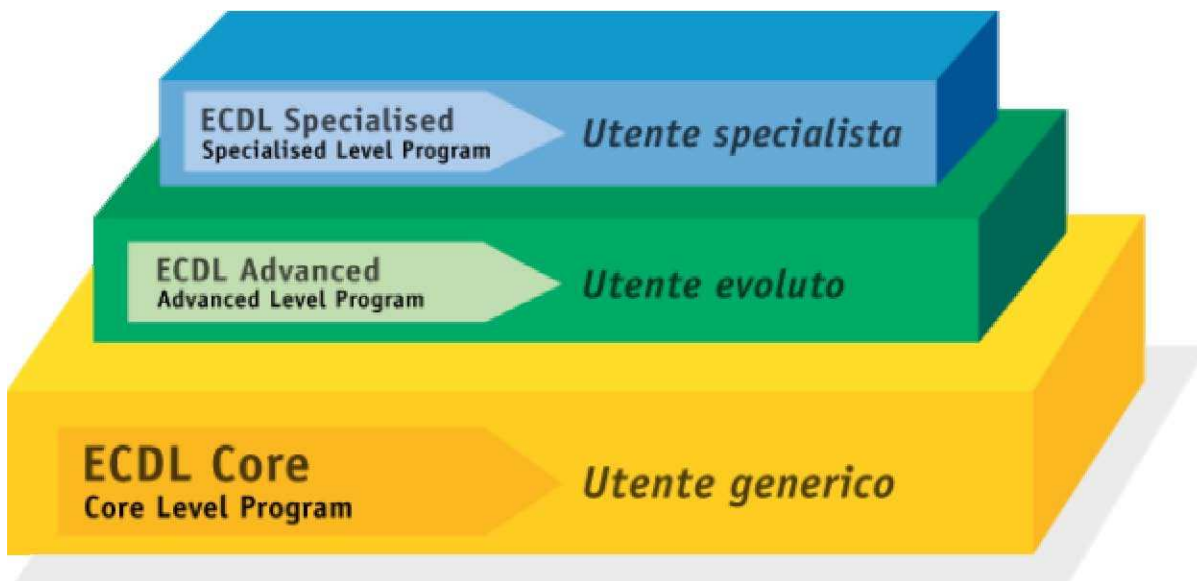 ECDL Specialised
Specialised Level Program
Utente specialista
ECDL Advanced
Advanced Level Program
Utente evoluto
ECDL Core
Core Level Program
Utente generico